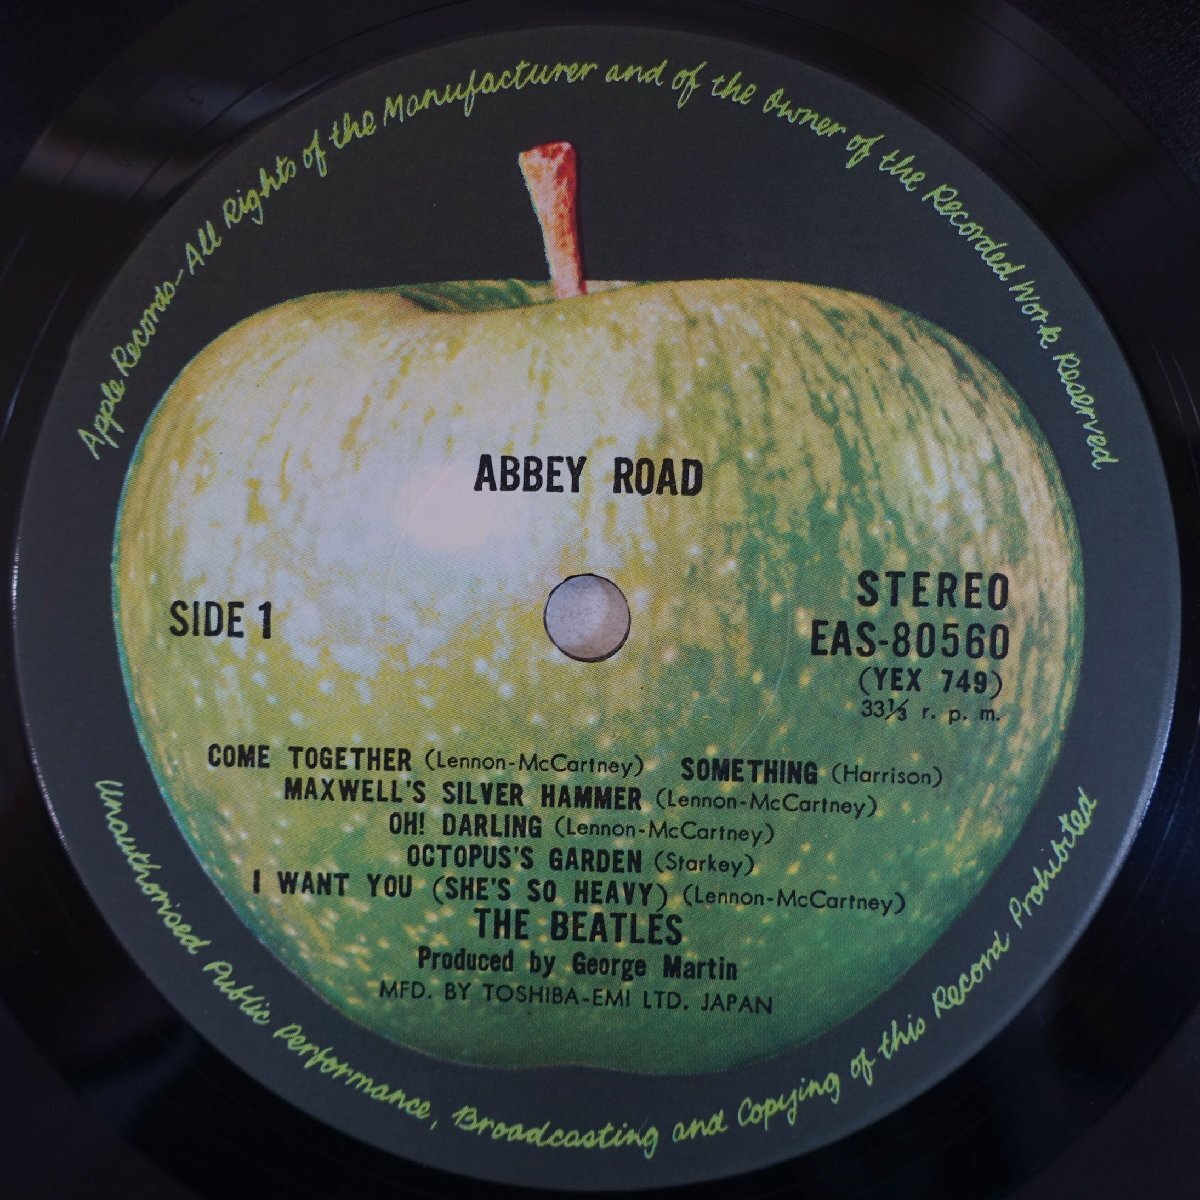 Apple Records-All Rights of the Manufacturer and of the Owner of the Recorded Work Reserved
ABBEY ROAD
SIDE 1
STEREO
EAS-80560
(YEX 749)
33⅓ r. p. m.
COME TOGETHER (Lennon-McCartney) SOMETHING (Harrison)
MAXWELL'S SILVER HAMMER (Lennon-McCartney)
OH! DARLING (Lennon-McCartney)
OCTOPUS'S GARDEN (Starkey)
I WANT YOU (SHE'S SO HEAVY) (Lennon-McCartney)
THE BEATLES
Produced by George Martin
MFD. BY TOSHIBA-EMI LTD. JAPAN
Unauthorised Public Performance, Broadcasting and Copying of this Record Prohibited